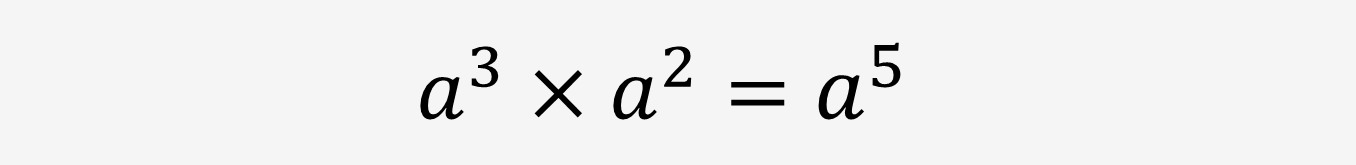 a³ × a² = a⁵